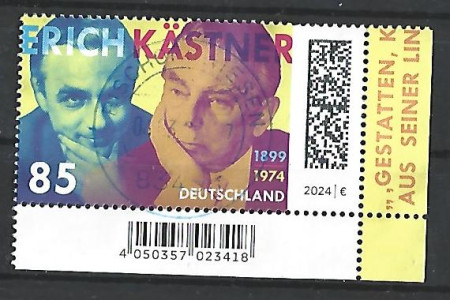 ERICH KÄSTNER
85
1899
1974
DEUTSCHLAND
2024 | €
4 050357 023418
„GESTATTEN, K
AUS SEINER LIN